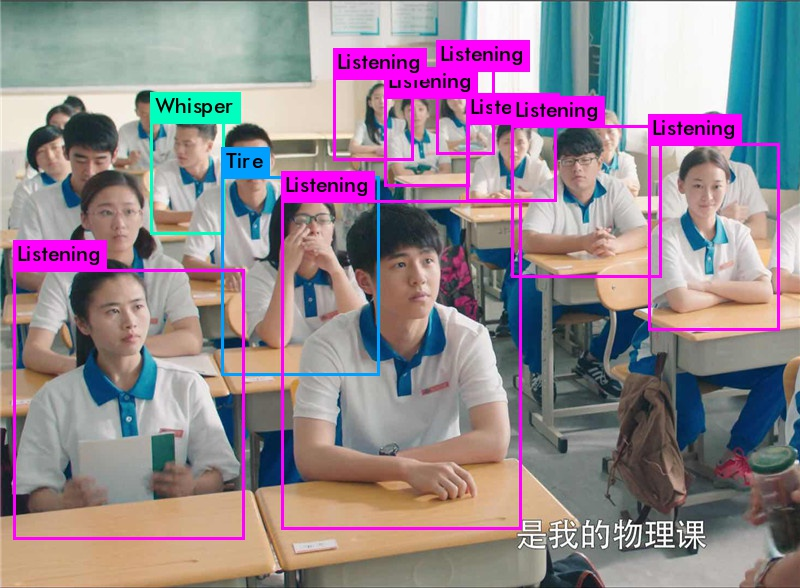 Listening
Listening
Listening
Whisper
Liste
Listening
Listening
Tire
Listening
Listening
是我的物理课